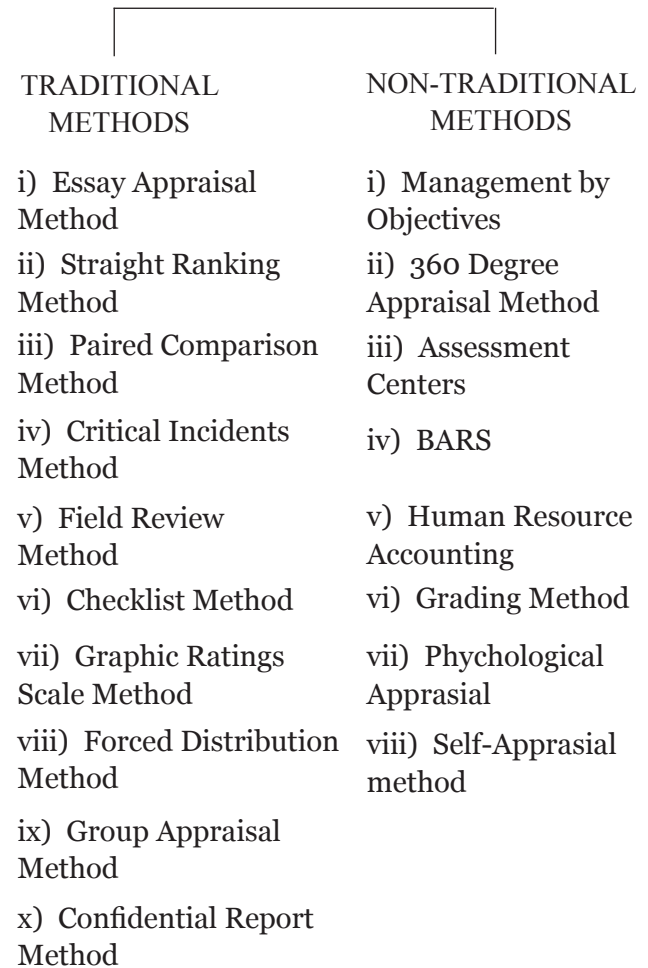 TRADITIONAL
METHODS
i) Essay Appraisal
Method
ii) Straight Ranking
Method
iii) Paired Comparison
Method
iv) Critical Incidents
Method
v) Field Review
Method
vi) Checklist Method
vii) Graphic Ratings
Scale Method
viii) Forced Distribution
Method
ix) Group Appraisal
Method
x) Confidential Report
Method
NON-TRADITIONAL
METHODS
i) Management by
Objectives
ii) 360 Degree
Appraisal Method
iii) Assessment
Centers
iv) BARS
v) Human Resource
Accounting
vi) Grading Method
vii) Phychological
Apprasial
viii) Self-Apprasial
method